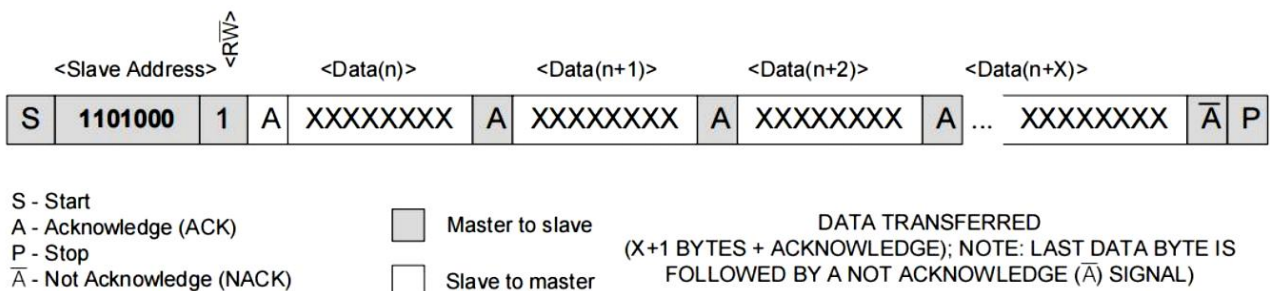 <RW̅>
<Slave Address> <Data(n)> <Data(n+1)> <Data(n+2)> <Data(n+X)>
S 1101000 1 A XXXXXXXX A XXXXXXXX A XXXXXXXX A ... XXXXXXXX A̅ P
S - Start
A - Acknowledge (ACK)
P - Stop
A̅ - Not Acknowledge (NACK)
Master to slave
Slave to master
DATA TRANSFERRED
(X+1 BYTES + ACKNOWLEDGE); NOTE: LAST DATA BYTE IS
FOLLOWED BY A NOT ACKNOWLEDGE (A̅) SIGNAL)